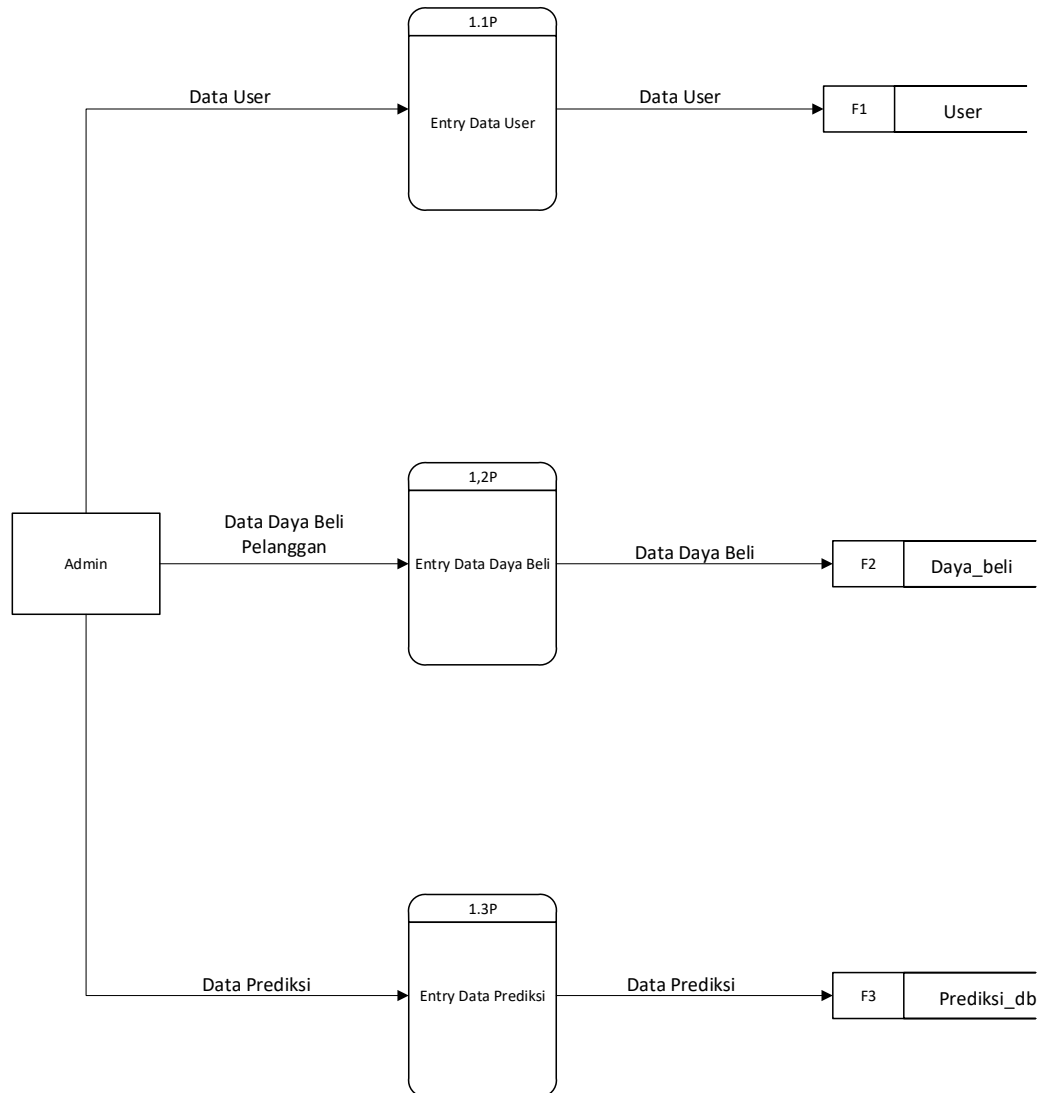 1.1P
Data User
Entry Data User
Data User
F1
User
1,2P
Admin
Data Daya Beli
Pelanggan
Entry Data Daya Beli
Data Daya Beli
F2
Daya_beli
1.3P
Data Prediksi
Entry Data Prediksi
Data Prediksi
F3
Prediksi_db